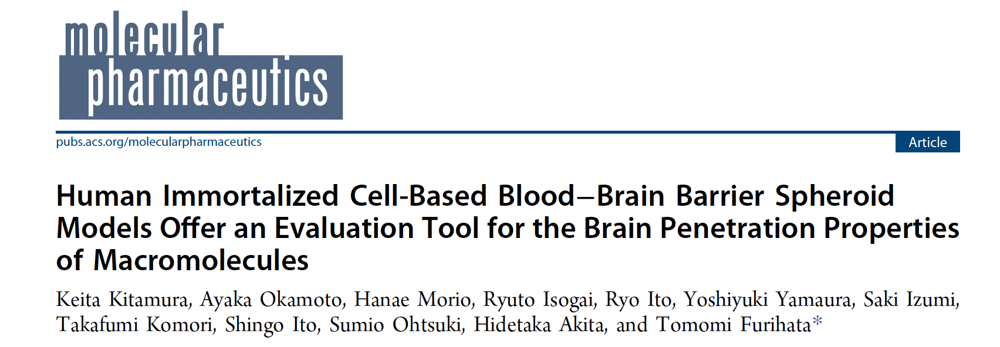 molecular
pharmaceutics
pubs.acs.org/molecularpharmaceutics
Article
Human Immortalized Cell-Based Blood−Brain Barrier Spheroid
Models Offer an Evaluation Tool for the Brain Penetration Properties
of Macromolecules
Keita Kitamura, Ayaka Okamoto, Hanae Morio, Ryuto Isogai, Ryo Ito, Yoshiyuki Yamaura, Saki Izumi,
Takafumi Komori, Shingo Ito, Sumio Ohtsuki, Hidetaka Akita, and Tomomi Furihata*